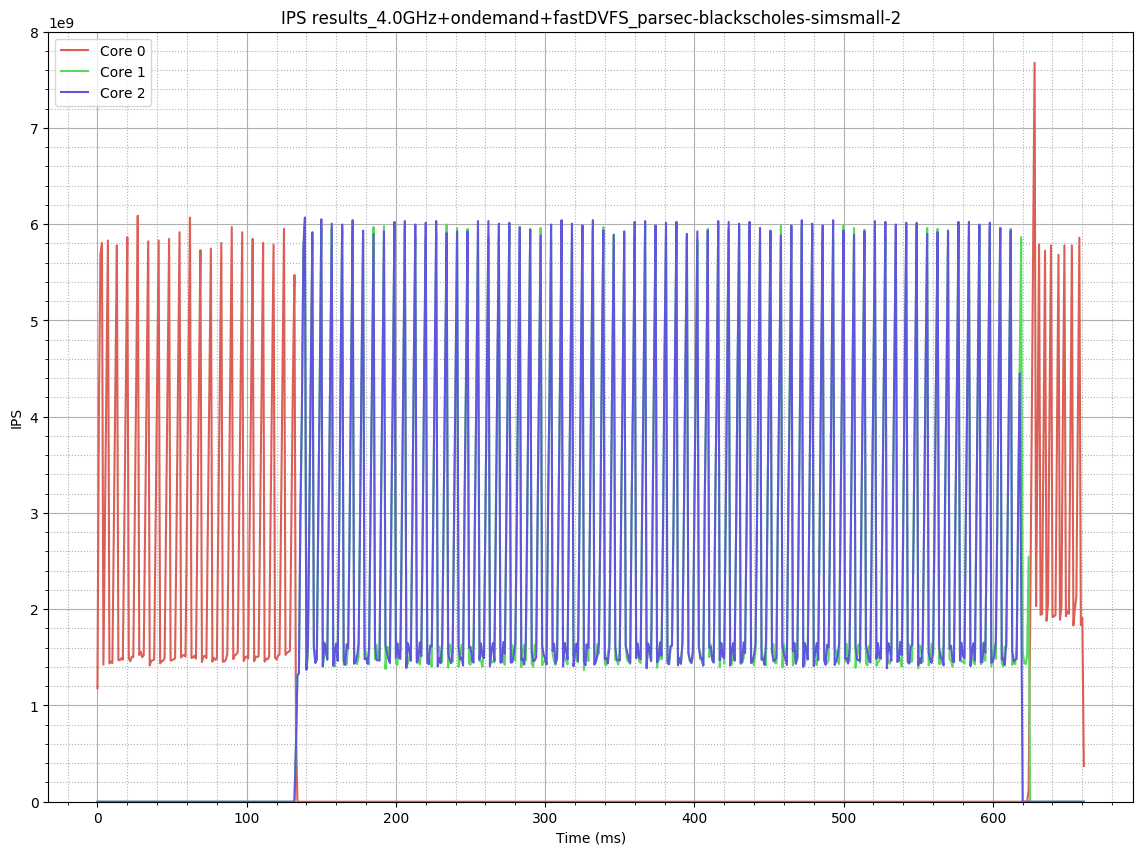 IPS results_4.0GHz+ondemand+fastDVFS_parsec-blackscholes-simsmall-2
1e9
8
7
6
5
4
3
2
1
0
IPS
Core 0
Core 1
Core 2
0 100 200 300 400 500 600
Time (ms)